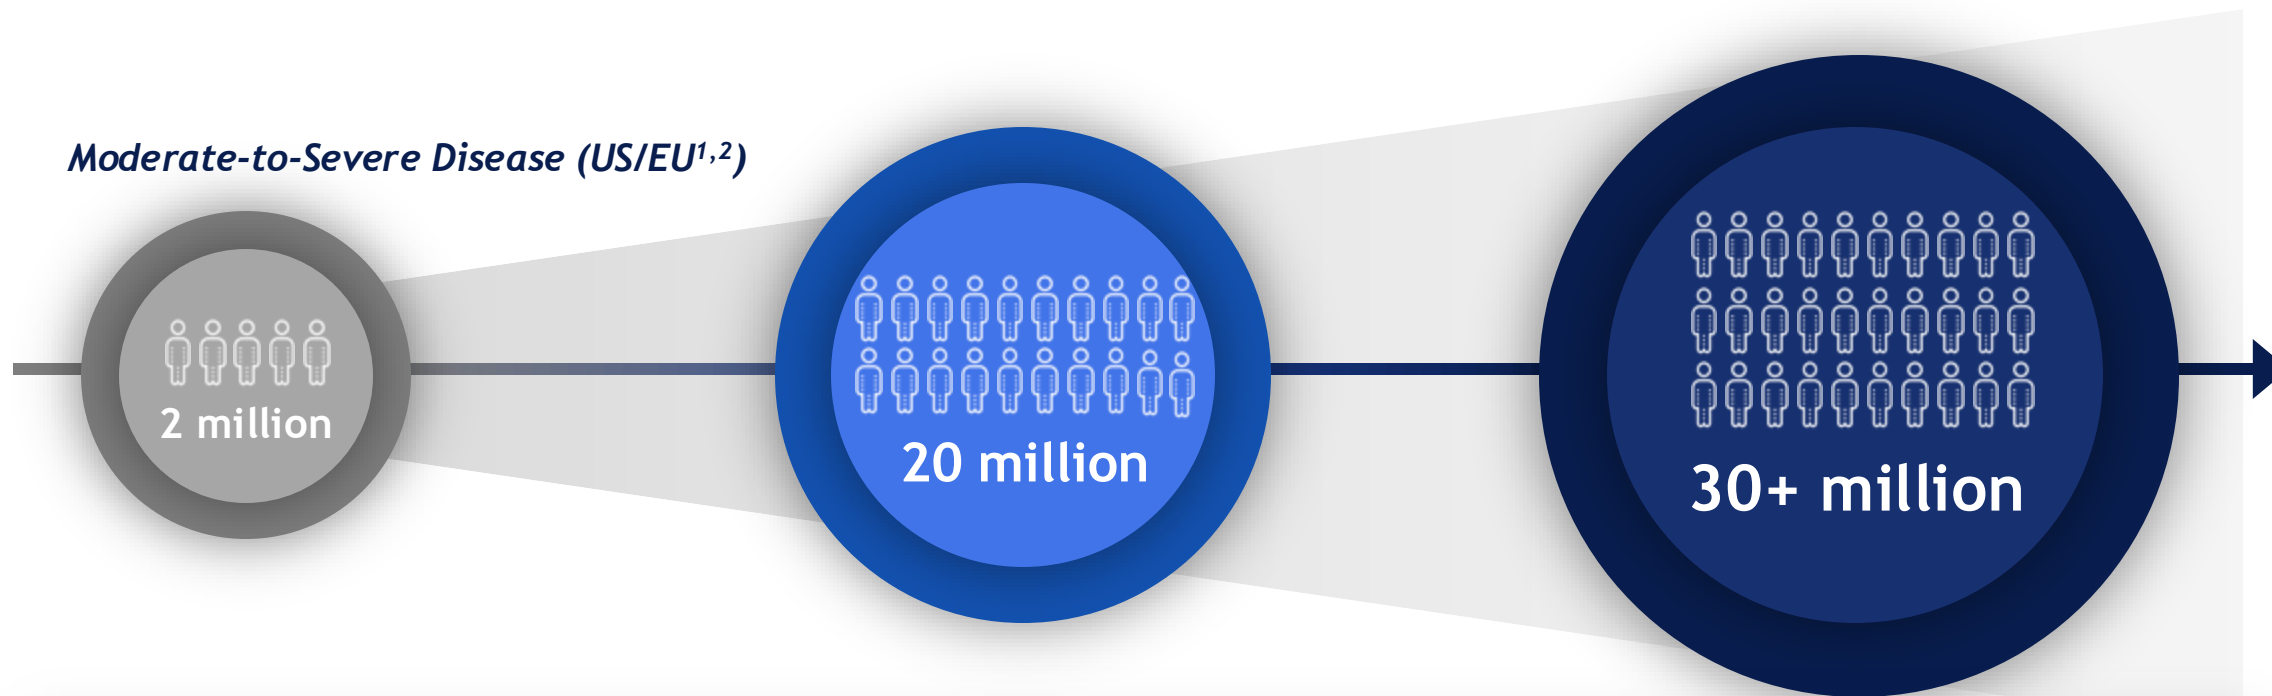 Moderate-to-Severe Disease (US/EU¹,²)
2 million
20 million
30+ million